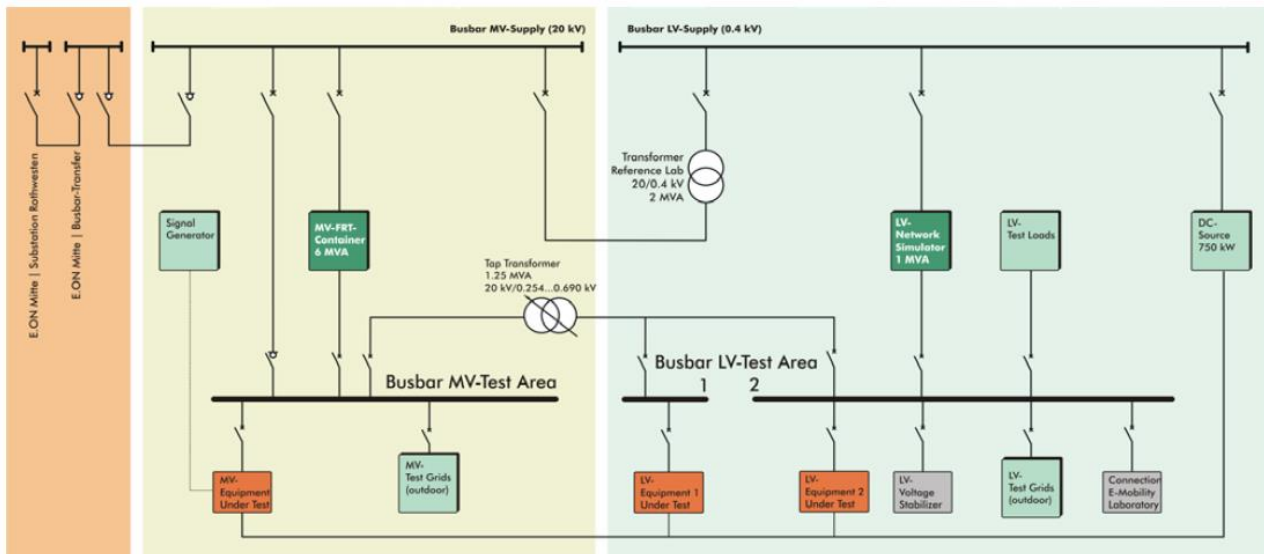 Busbar MV-Supply (20 kV)
Busbar LV-Supply (0.4 kV)
E.ON Mitte | Substation Rothwesten
E.ON Mitte | Busbar-Transfer
Transformer
Reference Lab
20/0.4 kV
2 MVA
Signal
Generator
MV-FRT-
Container
6 MVA
LV-
Network
Simulator
1 MVA
LV-
Test Loads
DC-
Source
750 kW
Tap Transformer
1.25 MVA
20 kV/0.254...0.690 kV
Busbar MV-Test Area
Busbar LV-Test Area
1 2
MV-
Equipment
Under Test
MV-
Test Grids
(outdoor)
LV-
Equipment 1
Under Test
LV-
Equipment 2
Under Test
LV-
Voltage
Stabilizer
LV-
Test Grids
(outdoor)
Connection
E-Mobility
Laboratory